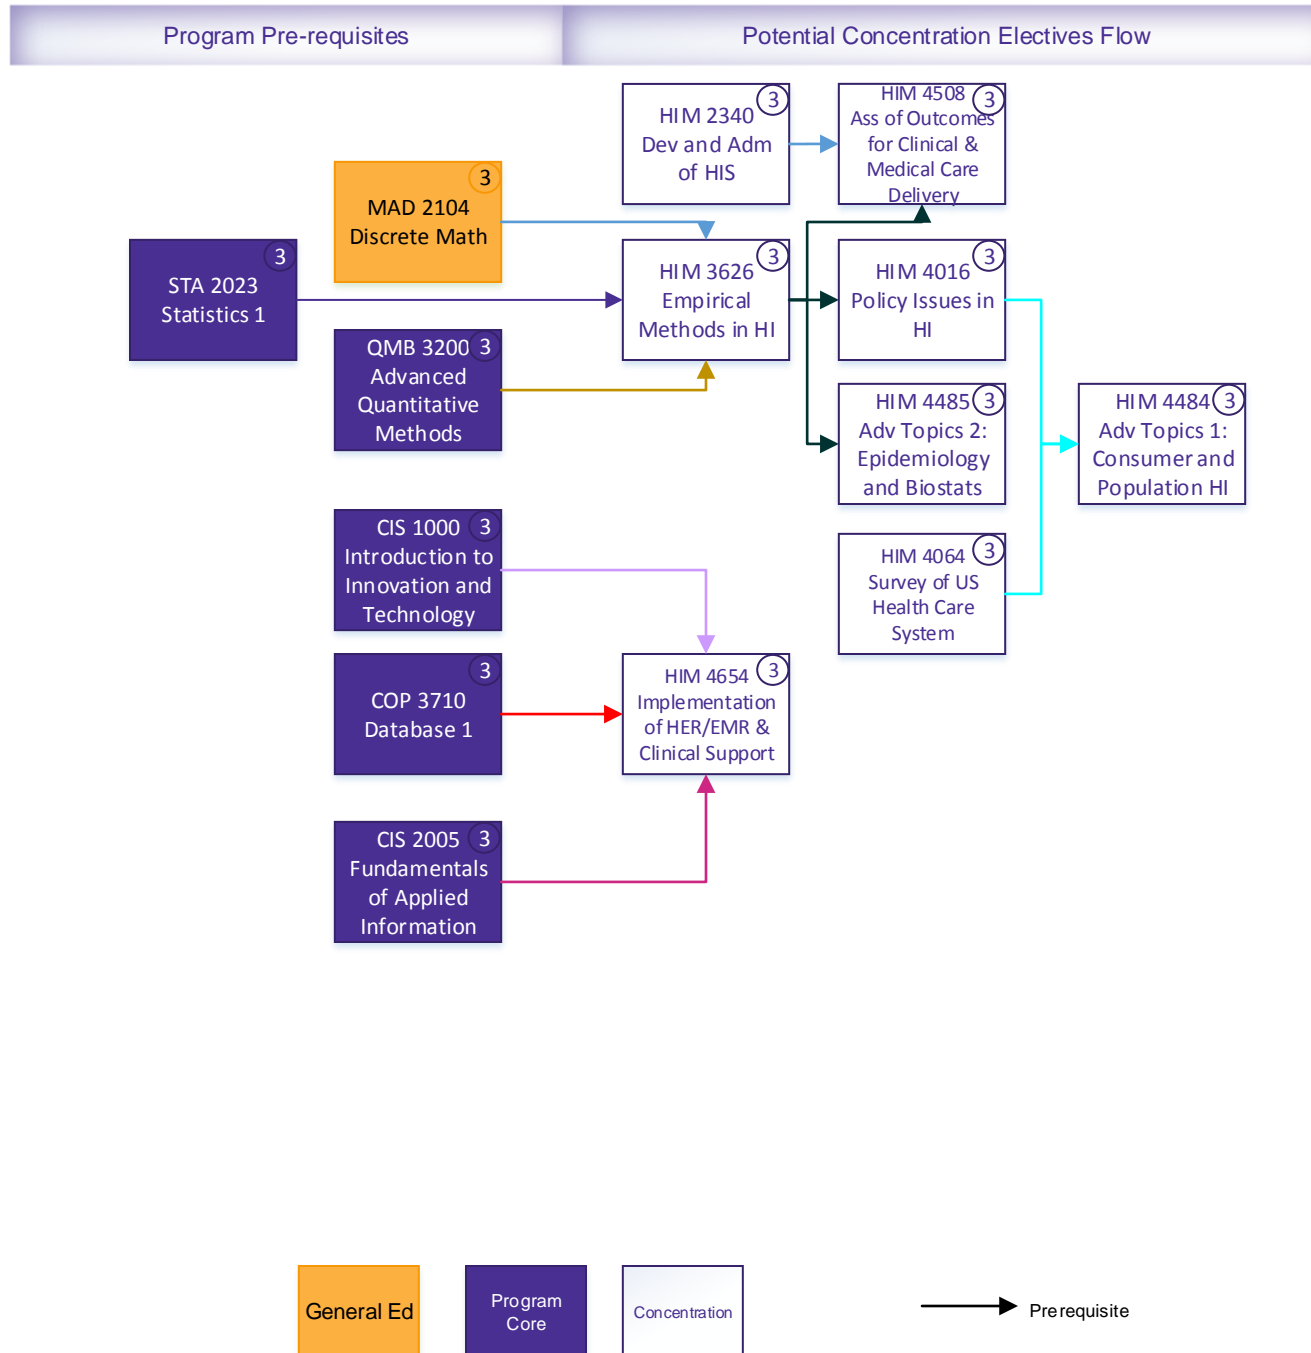 Program Pre-requisites
Potential Concentration Electives Flow
3
HIM 2340
Dev and Adm
of HIS
3
HIM 4508
Ass of Outcomes
for Clinical &
Medical Care
Delivery
3
MAD 2104
Discrete Math
3
STA 2023
Statistics 1
3
HIM 3626
Empirical
Methods in HI
3
HIM 4016
Policy Issues in
HI
3
QMB 3200
Advanced
Quantitative
Methods
3
HIM 4485
Adv Topics 2:
Epidemiology
and Biostats
3
HIM 4484
Adv Topics 1:
Consumer and
Population HI
3
CIS 1000
Introduction to
Innovation and
Technology
3
HIM 4064
Survey of US
Health Care
System
3
COP 3710
Database 1
3
HIM 4654
Implementation
of HER/EMR &
Clinical Support
3
CIS 2005
Fundamentals
of Applied
Information
General Ed
Program
Core
Concentration
Prerequisite